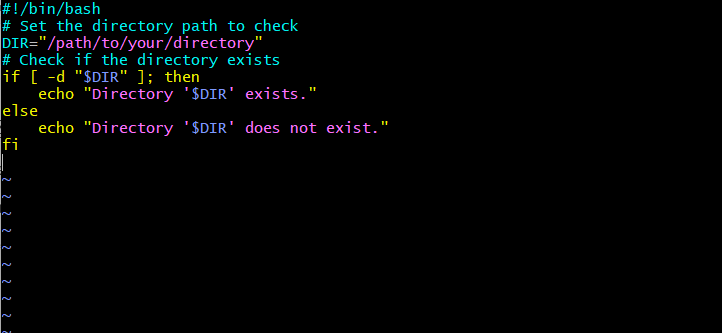 #!/bin/bash
# Set the directory path to check
DIR="/path/to/your/directory"
# Check if the directory exists
if [ -d "$DIR" ]; then
    echo "Directory '$DIR' exists."
else
    echo "Directory '$DIR' does not exist."
fi
~
~
~
~
~
~
~
~
~
~